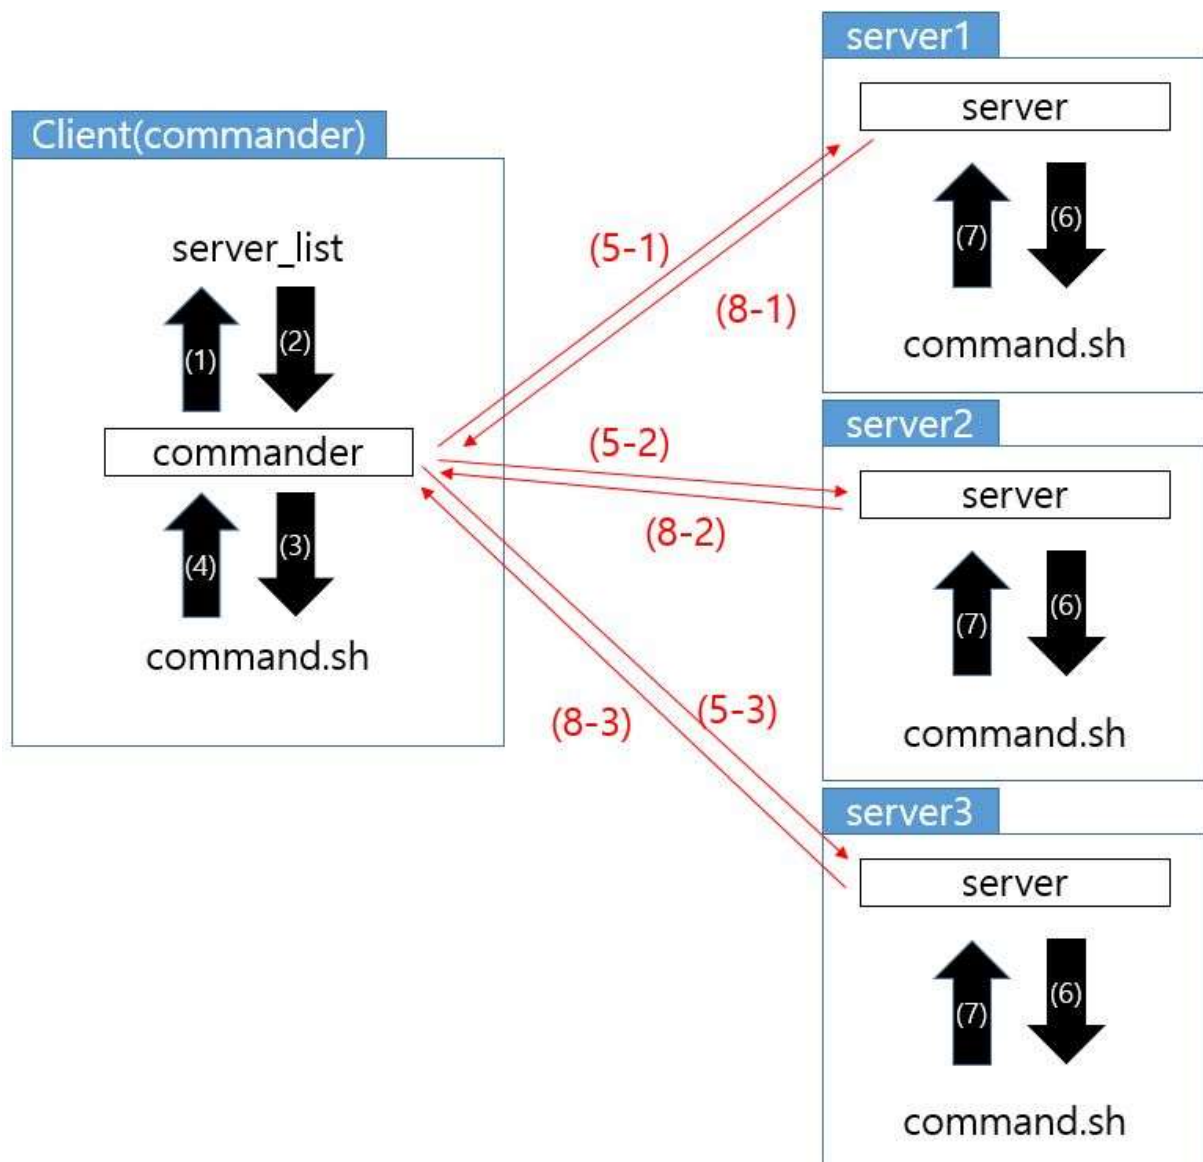 Client(commander)
server_list
(1)
(2)
commander
(4)
(3)
command.sh
(5-1)
(8-1)
(5-2)
(8-2)
(8-3)
(5-3)
server1
server
(7)
(6)
command.sh
server2
server
(7)
(6)
command.sh
server3
server
(7)
(6)
command.sh